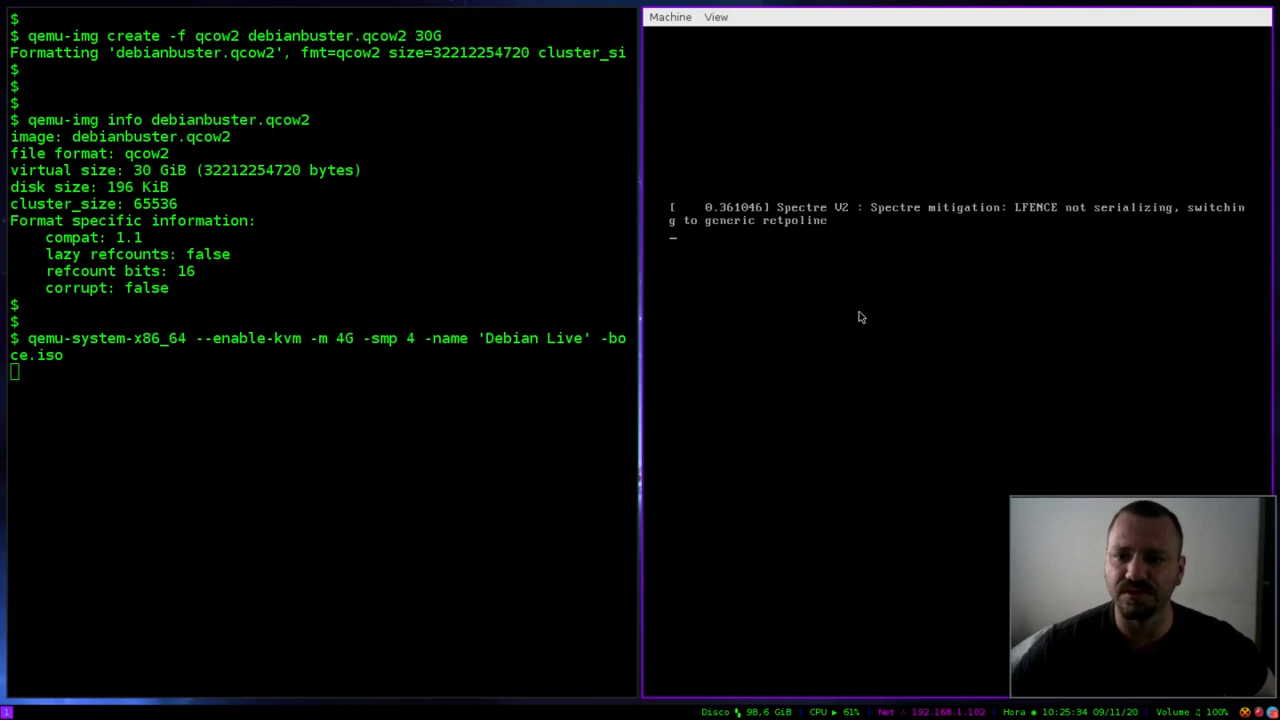 $
$ qemu-img create -f qcow2 debianbuster.qcow2 30G
Formatting 'debianbuster.qcow2', fmt=qcow2 size=32212254720 cluster_si
$
$
$
$ qemu-img info debianbuster.qcow2
image: debianbuster.qcow2
file format: qcow2
virtual size: 30 GiB (32212254720 bytes)
disk size: 196 KiB
cluster_size: 65536
Format specific information:
    compat: 1.1
    lazy refcounts: false
    refcount bits: 16
    corrupt: false
$
$
$ qemu-system-x86_64 --enable-kvm -m 4G -smp 4 -name 'Debian Live' -bo
ce.iso
Machine View
[    0.361046] Spectre V2 : Spectre mitigation: LFENCE not serializing, switchin
g to generic retpoline
_
1
Disco 98,6 GiB | CPU ▶ 61% | Net 192.168.1.102 | Hora ◉ 10:25:34 09/11/20 | Volume ♫ 100%